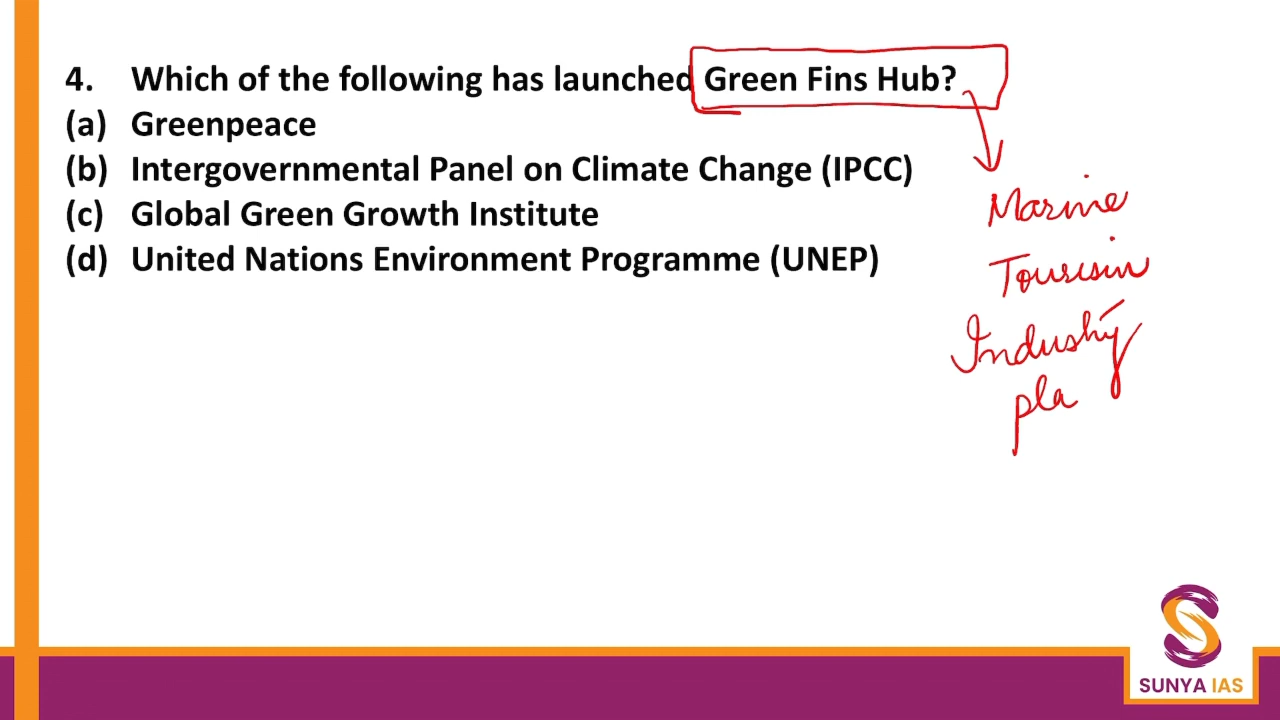 4. Which of the following has launched Green Fins Hub?
(a) Greenpeace
(b) Intergovernmental Panel on Climate Change (IPCC)
(c) Global Green Growth Institute
(d) United Nations Environment Programme (UNEP)
Marine
Tourism
Industry
pla
SUNYA IAS